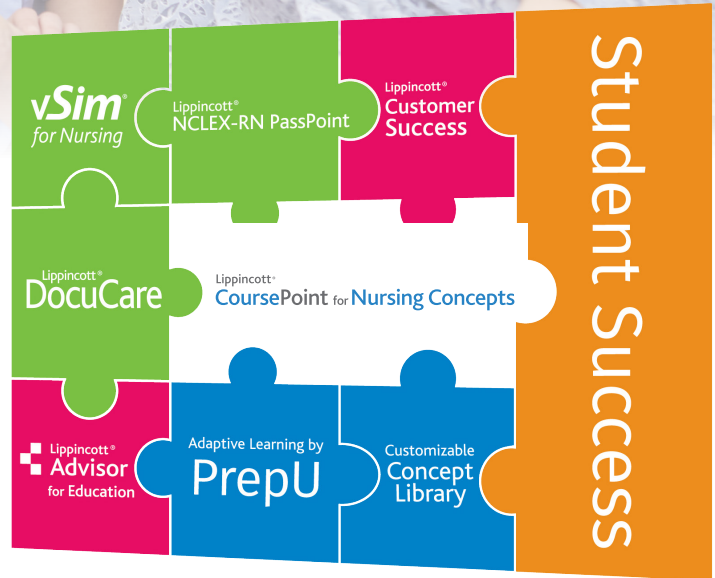 vSim®
for Nursing
Lippincott®
NCLEX-RN PassPoint
Lippincott®
Customer
Success
Student Success
Lippincott®
DocuCare
Lippincott®
CoursePoint for Nursing Concepts
Lippincott®
Advisor
for Education
Adaptive Learning by
PrepU
Customizable
Concept
Library